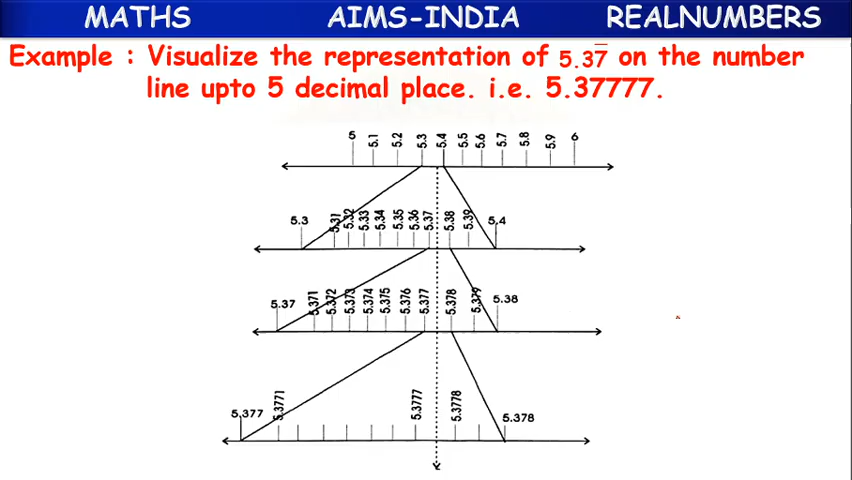 MATHS AIMS-INDIA REALNUMBERS
Example : Visualize the representation of 5.37̅ on the number
line upto 5 decimal place. i.e. 5.37777.
5 5.1 5.2 5.3 5.4 5.5 5.6 5.7 5.8 5.9 6
5.3 5.31 5.32 5.33 5.34 5.35 5.36 5.37 5.38 5.39 5.4
5.37 5.371 5.372 5.373 5.374 5.375 5.376 5.377 5.378 5.379 5.38
5.377 5.3771 5.3777 5.3778 5.378